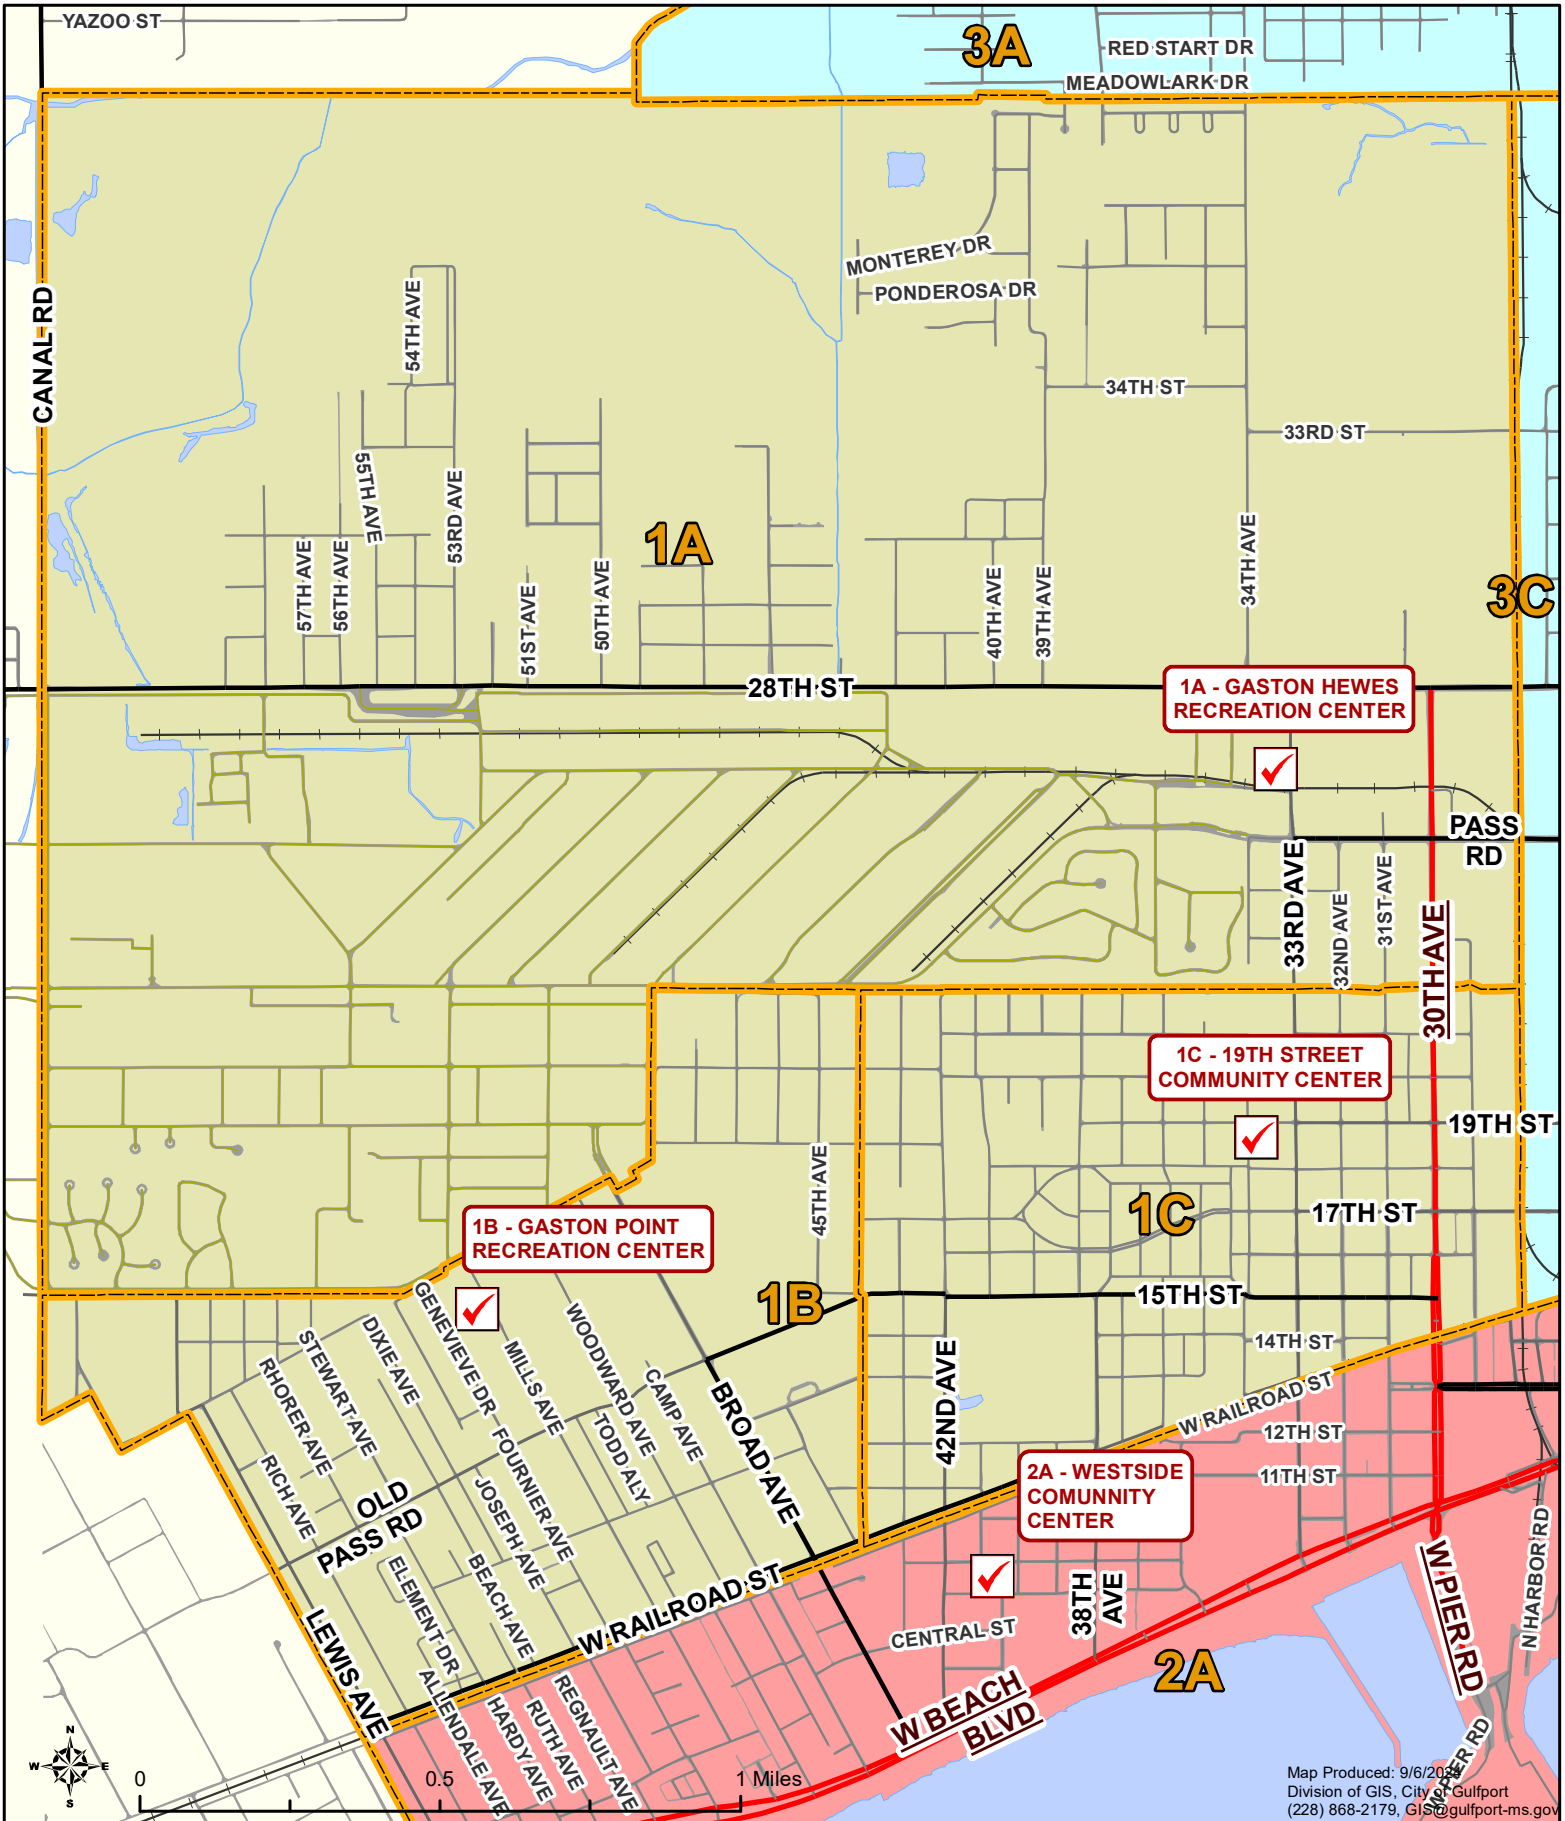 YAZOO ST
3A
RED START DR
MEADOWLARK DR
MONTEREY DR
PONDEROSA DR
CANAL RD
54TH AVE
34TH ST
33RD ST
55TH AVE
53RD AVE
57TH AVE
56TH AVE
51ST AVE
50TH AVE
1A
40TH AVE
39TH AVE
34TH AVE
3C
28TH ST
1A - GASTON HEWES
RECREATION CENTER
PASS
RD
33RD AVE
32ND AVE
31ST AVE
30TH AVE
1C - 19TH STREET
COMMUNITY CENTER
19TH ST
45TH AVE
1C
17TH ST
1B - GASTON POINT
RECREATION CENTER
1B
15TH ST
14TH ST
GENEVIEVE DR
DIXIE AVE
STEWART AVE
RHORER AVE
RICH AVE
MILLS AVE
WOODWARD AVE
CAMP AVE
TODD ALY
BROAD AVE
42ND AVE
W RAILROAD ST
12TH ST
11TH ST
FOURNIER AVE
JOSEPH AVE
OLD
PASS RD
2A - WESTSIDE
COMUNNITY
CENTER
ELEMENT DR
BEACH AVE
W RAILROAD ST
LEWIS AVE
38TH
AVE
CENTRAL ST
W PIER RD
N HARBOR RD
2A
W BEACH
BLVD
ALLENDALE AVE
HARDY AVE
RUTH AVE
REGNAULT AVE
W PIER RD
N
W E
S
0 0.5 1 Miles
Map Produced: 9/6/
Division of GIS, City of Gulfport
(228) 868-2179, GIS@gulfport-ms.gov